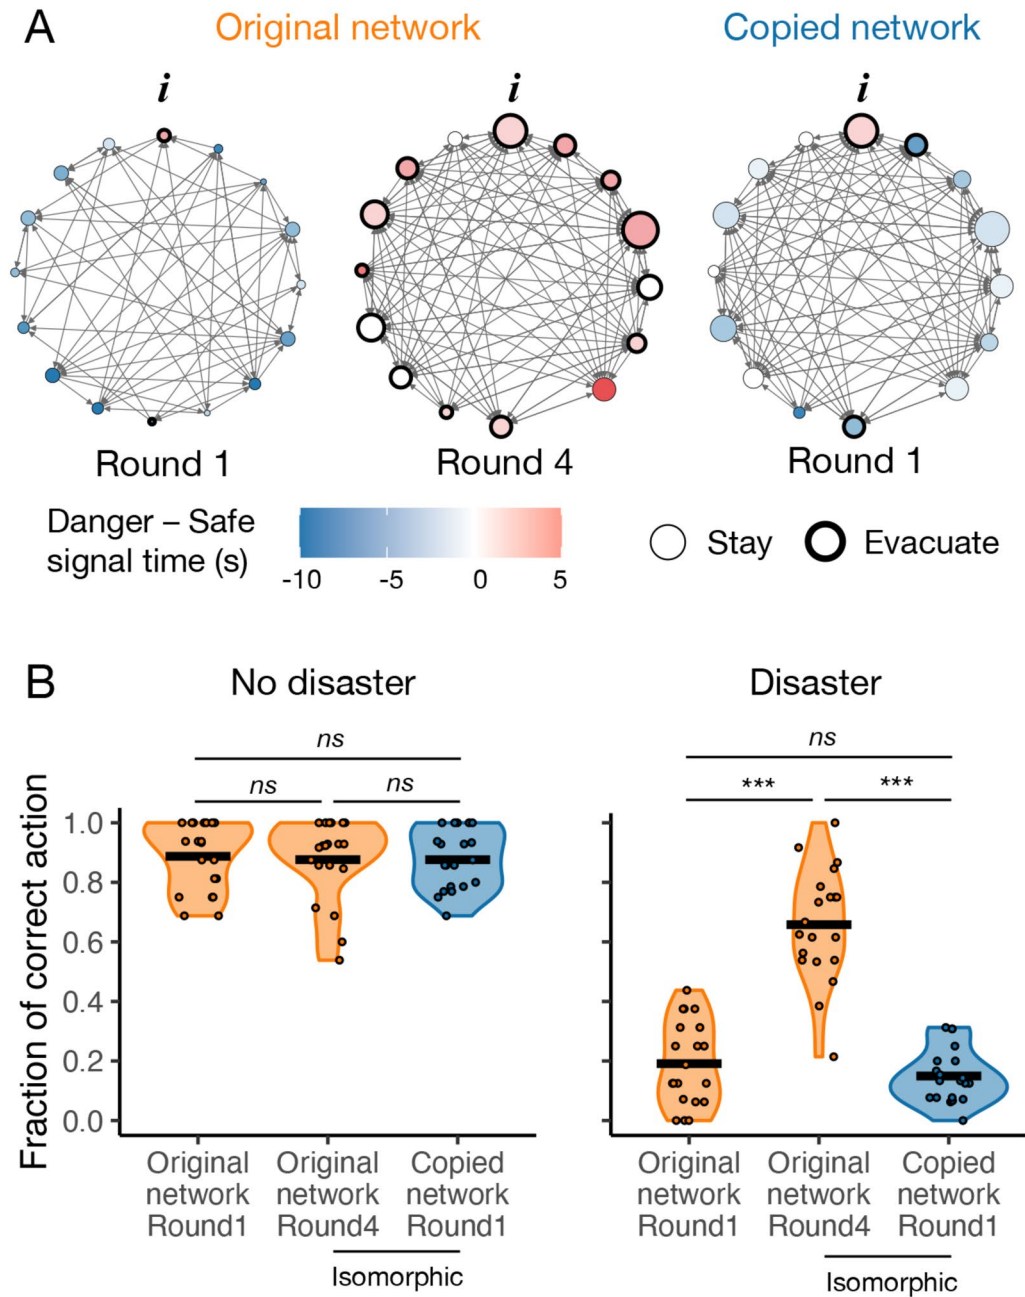 A
Original network
Copied network
i
i
i
Round 1
Round 4
Round 1
Danger – Safe
signal time (s)
-10
-5
0
5
Stay
Evacuate
B
No disaster
Disaster
ns
ns
ns
ns
***
***
Fraction of correct action
1.0
0.8
0.6
0.4
0.2
0.0
Original
network
Round1
Original
network
Round4
Copied
network
Round1
Isomorphic
Original
network
Round1
Original
network
Round4
Copied
network
Round1
Isomorphic